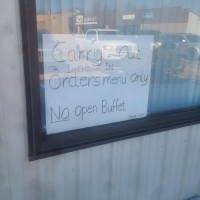 Carry Out
Orders menu only
No Open Buffet